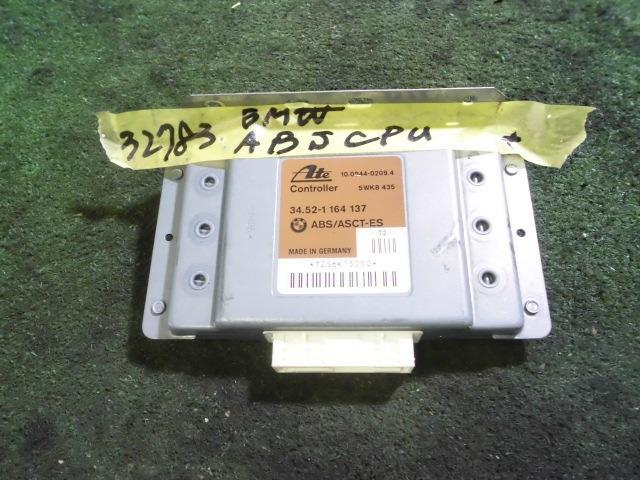 32783 BMW
ABS CPU
Ate 10.0944-0209.4
Controller 5WK8 435
34.52-1 164 137
ABS/ASCT-ES
T2
MADE IN GERMANY